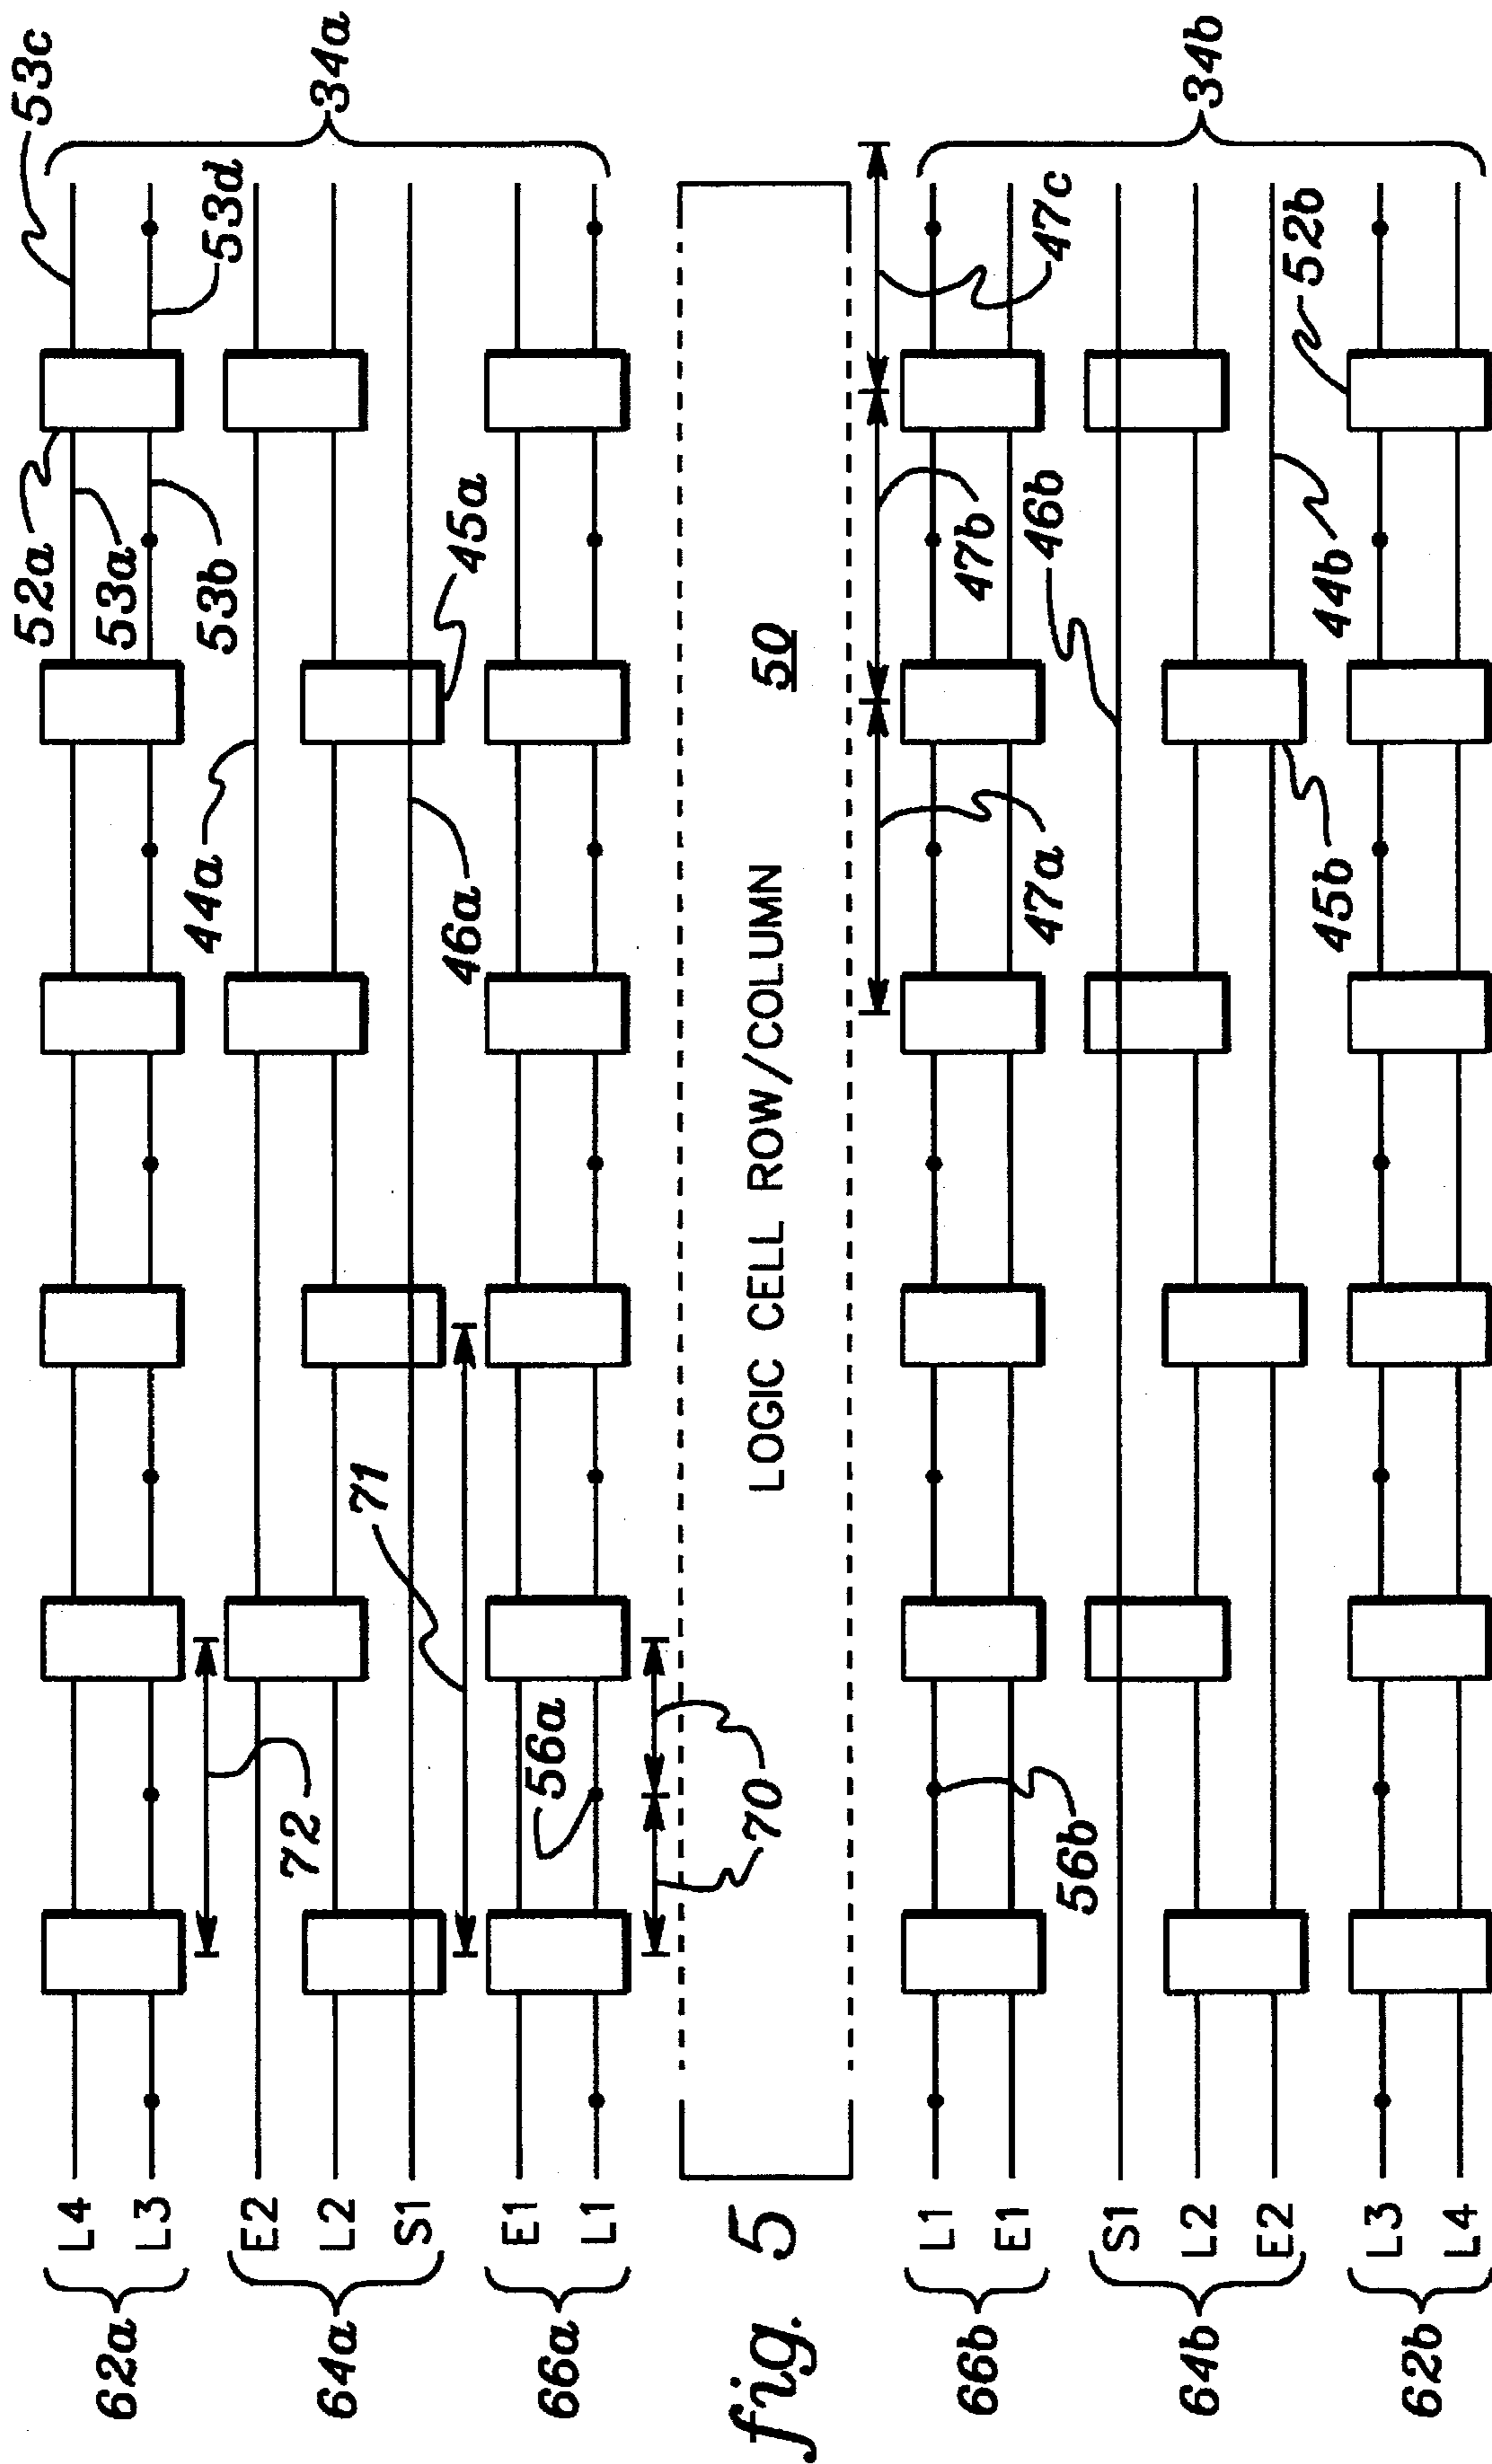 53c
34a
53d
52a
53a
53b
45a
44a
46a
71
72
56a
70
L4
L3
E2
L2
S1
E1
L1
62a
64a
66a
LOGIC CELL ROW/COLUMN
50
fig. 5
34b
47c
52b
47b
46b
44b
47a
45b
56b
L1
E1
S1
L2
E2
L3
L4
66b
64b
62b